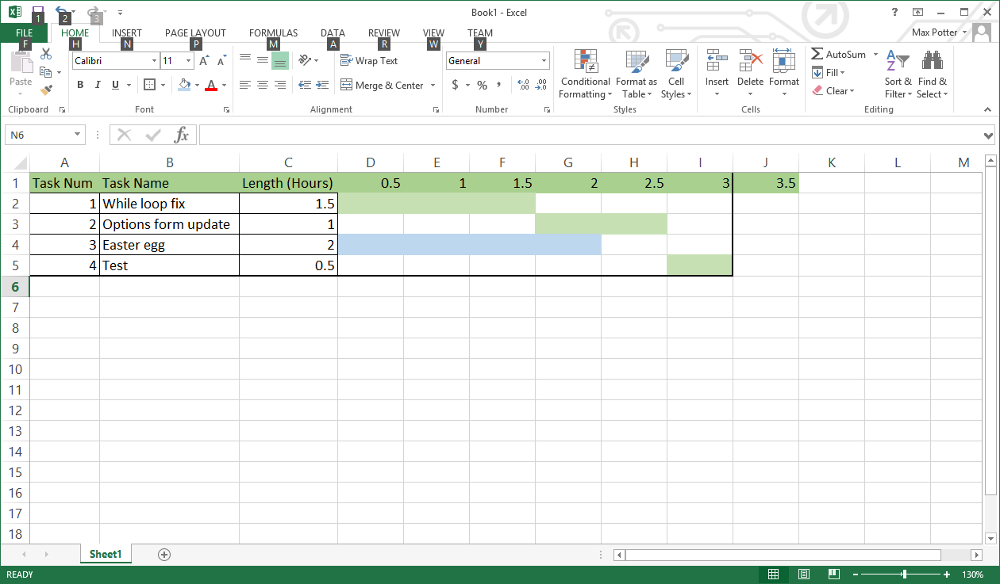 1 2 3 Book1 - Excel ?
FILE HOME INSERT PAGE LAYOUT FORMULAS DATA REVIEW VIEW TEAM Max Potter
F H N P M A R W Y
Calibri 11 Wrap Text General AutoSum
Paste Conditional Formatting Format as Table Cell Styles Insert Delete Format Fill Sort & Filter Find & Select
B I U A Merge & Center $ % , .00 .0 Clear
Clipboard Font Alignment Number Styles Cells Editing
N6 fx
A B C D E F G H I J K L M
1 Task Num Task Name Length (Hours) 0.5 1 1.5 2 2.5 3 3.5
2 1 While loop fix 1.5
3 2 Options form update 1
4 3 Easter egg 2
5 4 Test 0.5
6
7
8
9
10
11
12
13
14
15
16
17
18
Sheet1
READY 130%